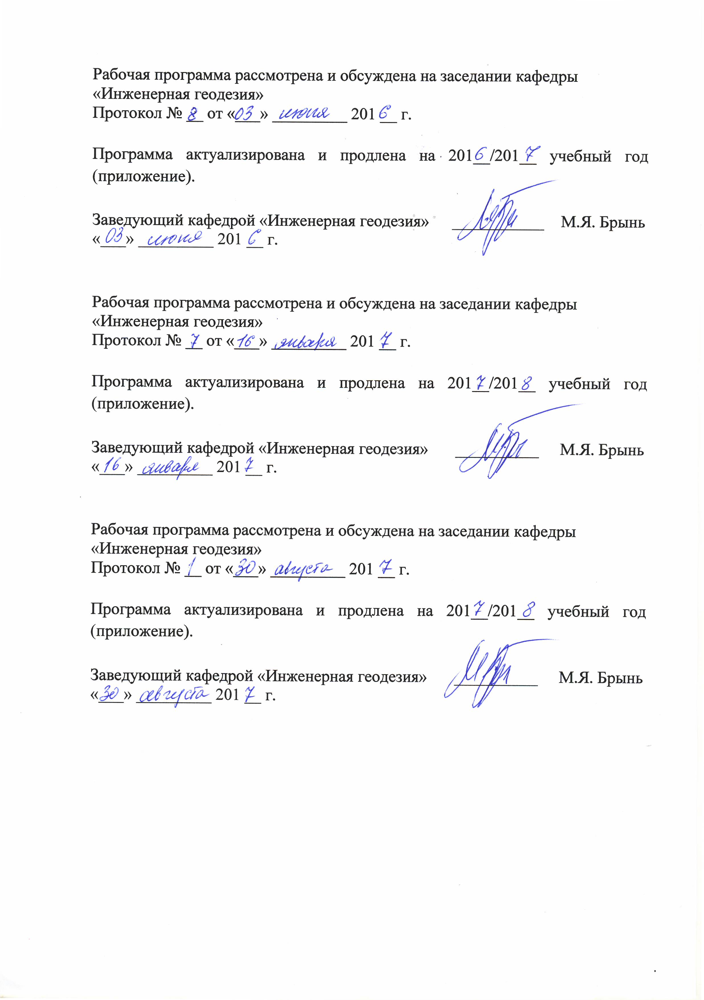 Рабочая программа рассмотрена и обсуждена на заседании кафедры
«Инженерная геодезия»
Протокол № 8 от «03» июня 2016 г.
Программа актуализирована и продлена на 2016/2017 учебный год
(приложение).
Заведующий кафедрой «Инженерная геодезия» М.Я. Брынь
«03» июня 2016 г.
Рабочая программа рассмотрена и обсуждена на заседании кафедры
«Инженерная геодезия»
Протокол № 7 от «16» января 2017 г.
Программа актуализирована и продлена на 2017/2018 учебный год
(приложение).
Заведующий кафедрой «Инженерная геодезия» М.Я. Брынь
«16» января 2017 г.
Рабочая программа рассмотрена и обсуждена на заседании кафедры
«Инженерная геодезия»
Протокол № 1 от «30» августа 2017 г.
Программа актуализирована и продлена на 2017/2018 учебный год
(приложение).
Заведующий кафедрой «Инженерная геодезия» М.Я. Брынь
«30» августа 2017 г.